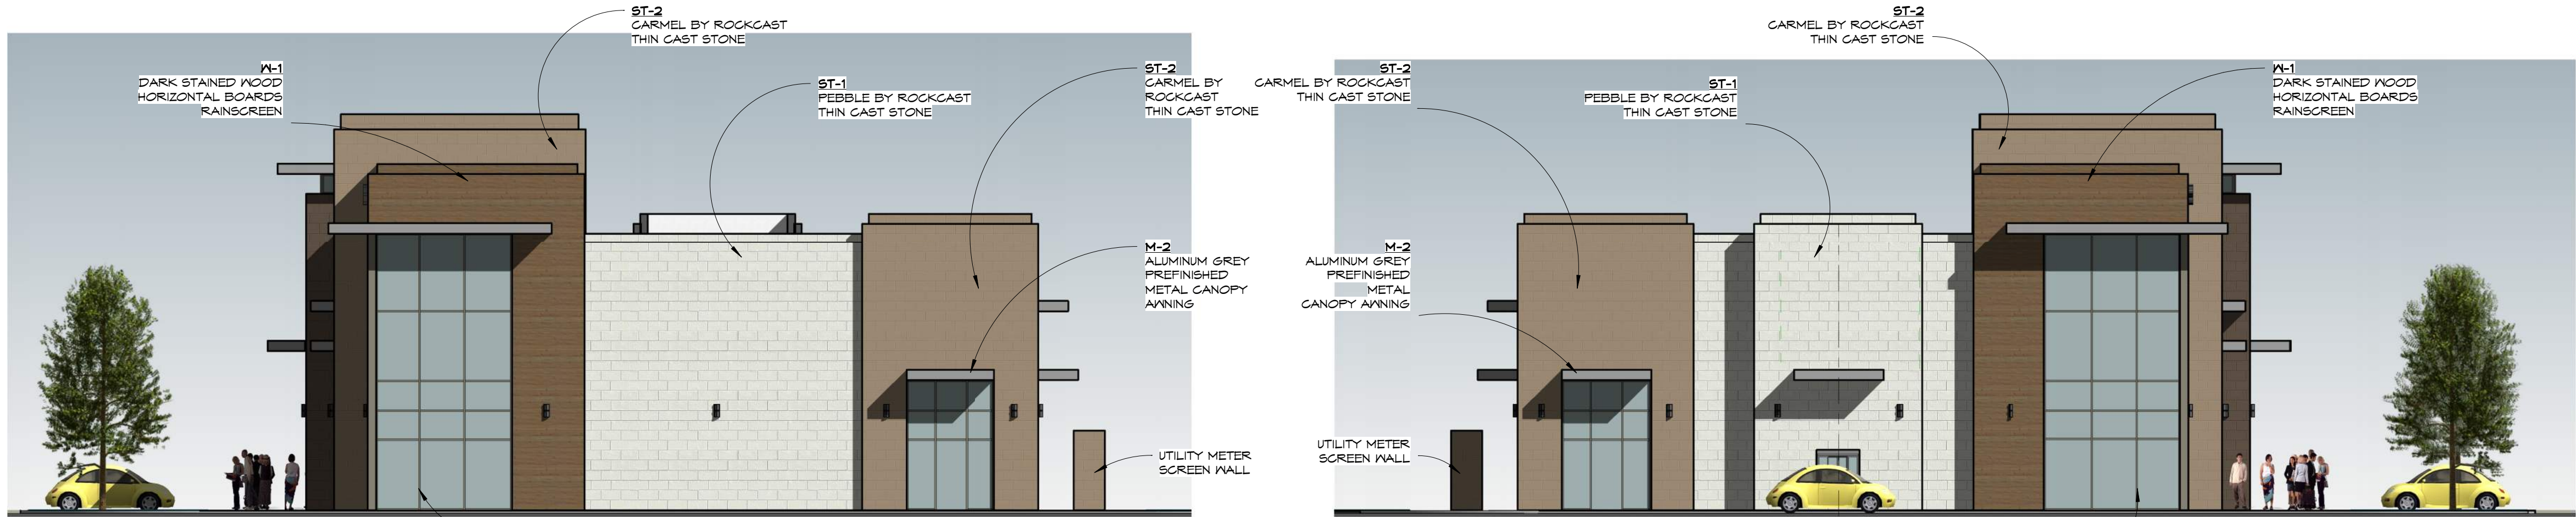 ST-2
CARMEL BY ROCKCAST
THIN CAST STONE
W-1
DARK STAINED WOOD
HORIZONTAL BOARDS
RAINSCREEN
ST-1
PEBBLE BY ROCKCAST
THIN CAST STONE
ST-2
CARMEL BY
ROCKCAST
THIN CAST STONE
M-2
ALUMINUM GREY
PREFINISHED
METAL CANOPY
AWNING
UTILITY METER
SCREEN WALL
ST-2
CARMEL BY ROCKCAST
THIN CAST STONE
ST-2
CARMEL BY ROCKCAST
THIN CAST STONE
ST-1
PEBBLE BY ROCKCAST
THIN CAST STONE
W-1
DARK STAINED WOOD
HORIZONTAL BOARDS
RAINSCREEN
M-2
ALUMINUM GREY
PREFINISHED
METAL
CANOPY AWNING
UTILITY METER
SCREEN WALL